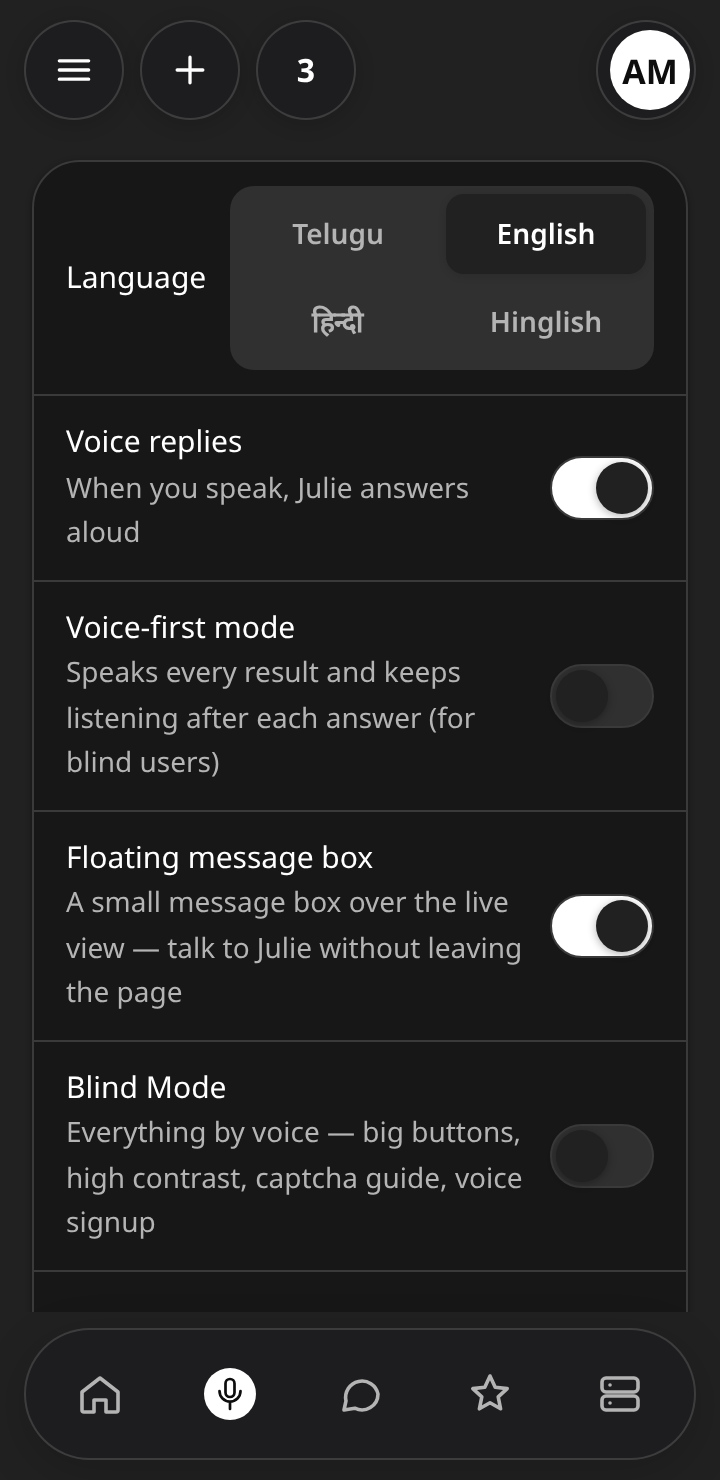 3
AM
Telugu English
Language
हिन्दी Hinglish
Voice replies
When you speak, Julie answers
aloud
Voice-first mode
Speaks every result and keeps
listening after each answer (for
blind users)
Floating message box
A small message box over the live
view — talk to Julie without leaving
the page
Blind Mode
Everything by voice — big buttons,
high contrast, captcha guide, voice
signup